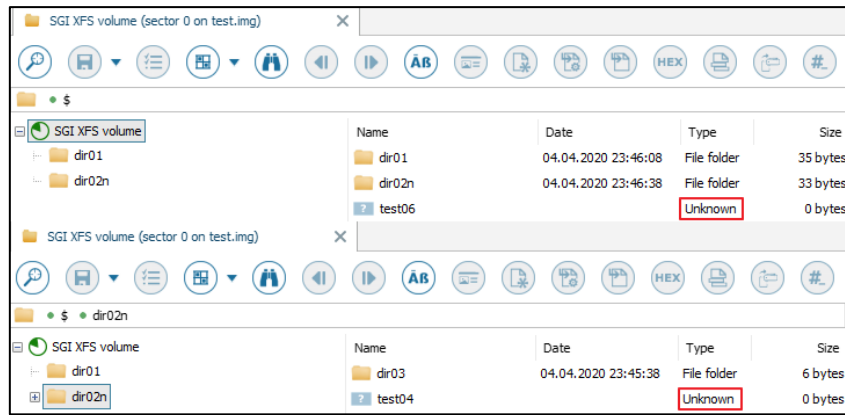 SGI XFS volume (sector 0 on test.img)
ÄB HEX #_
$
SGI XFS volume
dir01
dir02n
Name Date Type Size
dir01 04.04.2020 23:46:08 File folder 35 bytes
dir02n 04.04.2020 23:46:38 File folder 33 bytes
test06 Unknown 0 bytes
SGI XFS volume (sector 0 on test.img)
ÄB HEX #_
$ dir02n
SGI XFS volume
dir01
dir02n
Name Date Type Size
dir03 04.04.2020 23:45:38 File folder 6 bytes
test04 Unknown 0 bytes